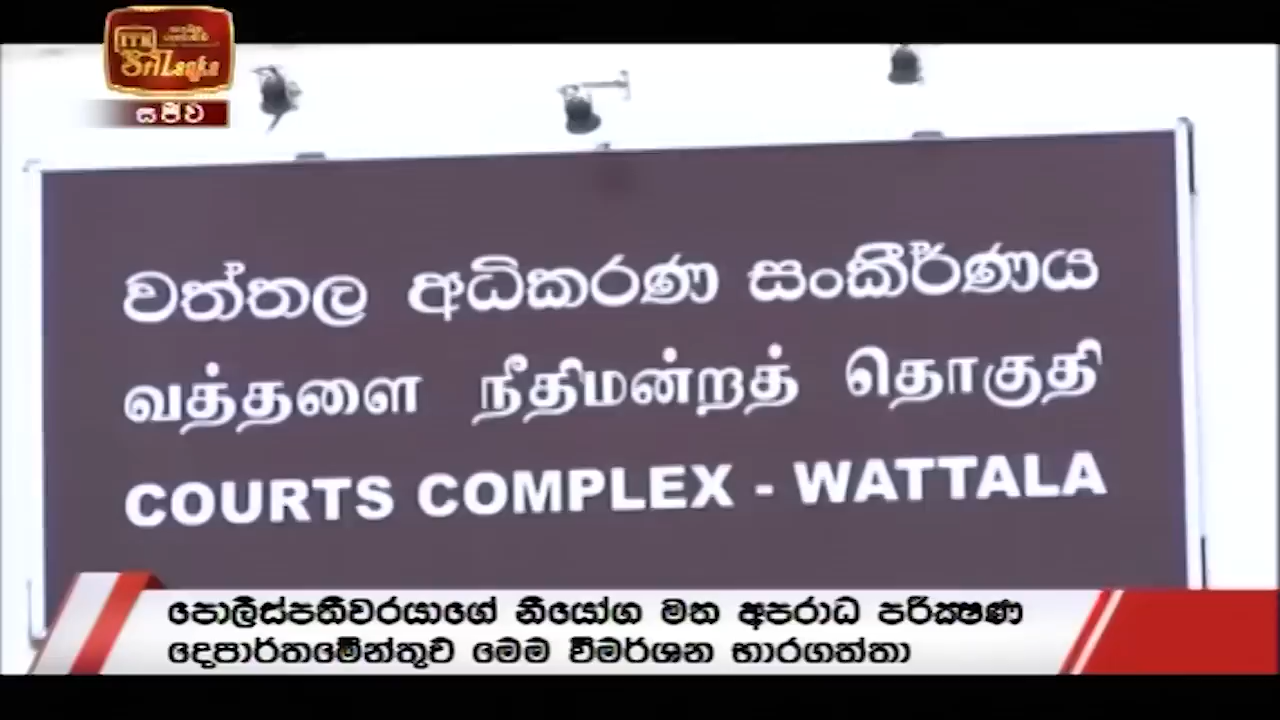 ITN
Sri Lanka
සජීව
වත්තල අධිකරණ සංකීර්ණය
வத்தளை நீதிமன்றத் தொகுதி
COURTS COMPLEX - WATTALA
පොලිස්පතිවරයාගේ නියෝග මත අපරාධ පරික්ෂණ
දෙපාර්තමේන්තුව මෙම විමර්ශන භාරගත්තා